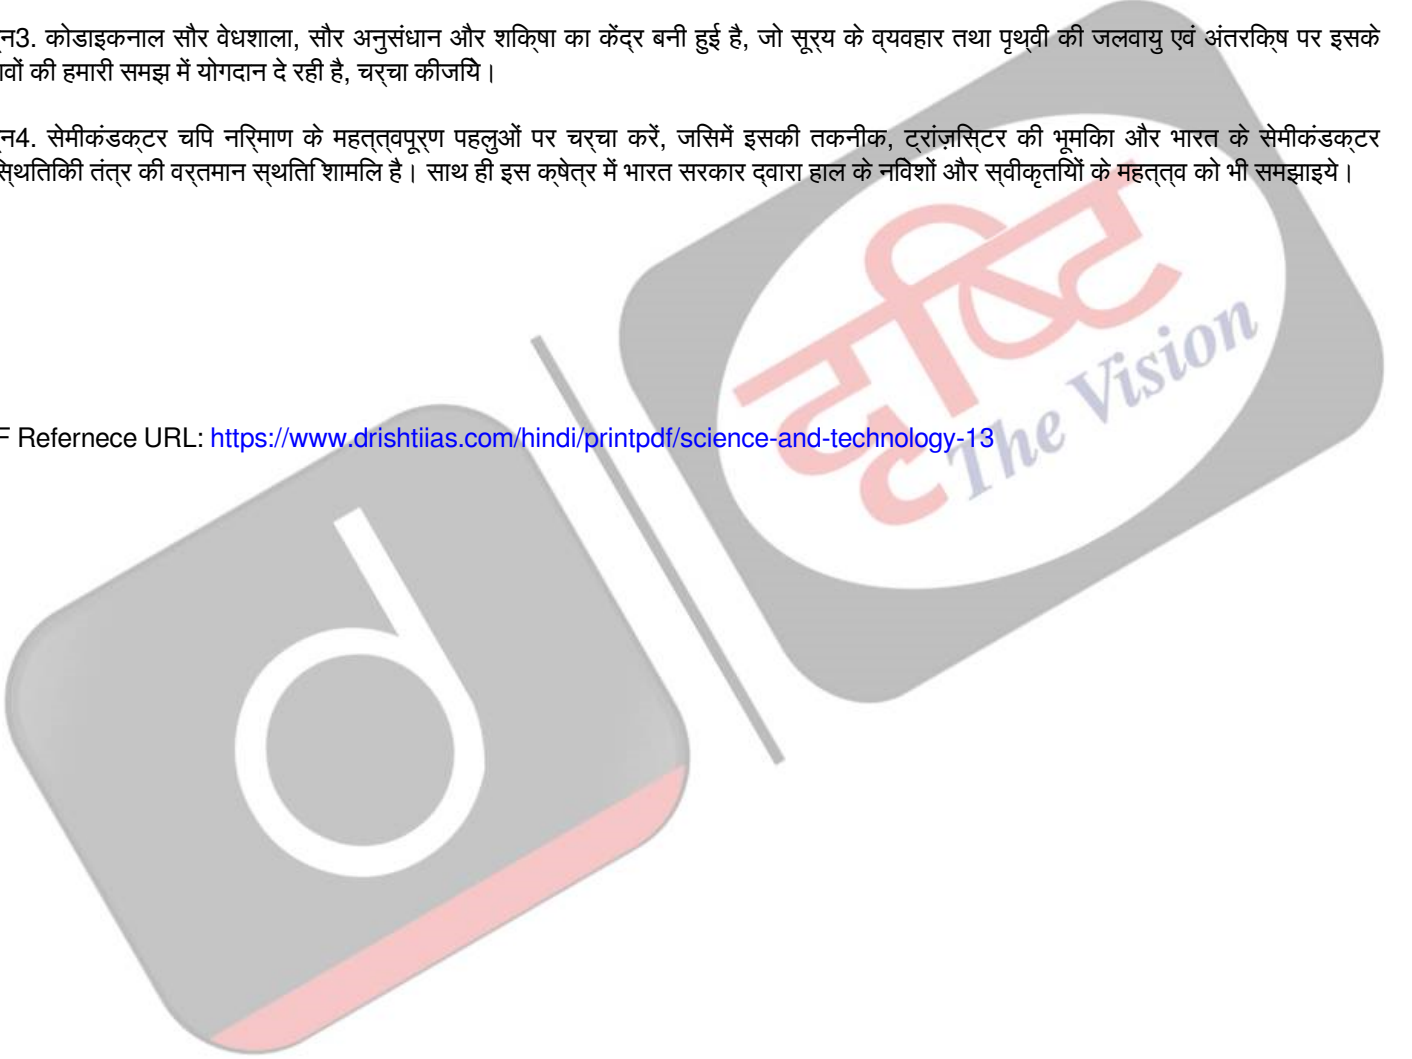 न3. कोडाइकनाल सौर वेधशाला, सौर अनुसंधान और शिक्षा का केंद्र बनी हुई है, जो सूर्य के व्यवहार तथा पृथ्वी की जलवायु एवं अंतरिक्ष पर इसके
वों की हमारी समझ में योगदान दे रही है, चर्चा कीजिये।
न4. सेमीकंडक्टर चिप निर्माण के महत्त्वपूर्ण पहलुओं पर चर्चा करें, जिसमें इसकी तकनीक, ट्रांज़िस्टर की भूमिका और भारत के सेमीकंडक्टर
स्थितिकी तंत्र की वर्तमान स्थिति शामिल है। साथ ही इस क्षेत्र में भारत सरकार द्वारा हाल के निवेशों और स्वीकृतियों के महत्त्व को भी समझाइये।
दृष्टि
The Vision
F Refernece URL: https://www.drishtiias.com/hindi/printpdf/science-and-technology-13
d